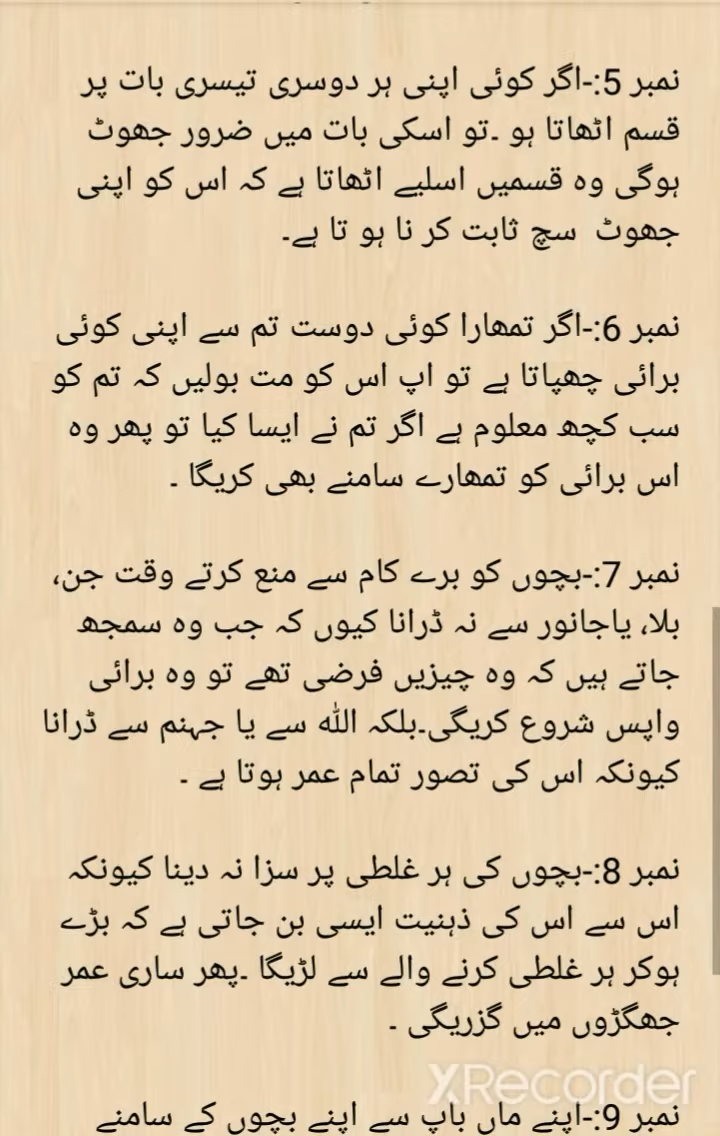 نمبر 5:-اگر کوئی اپنی ہر دوسری تیسری بات پر
قسم اٹھاتا ہو ۔تو اسکی بات میں ضرور جھوٹ
ہوگی وہ قسمیں اسلیے اٹھاتا ہے کہ اس کو اپنی
جھوٹ سچ ثابت کر نا ہو تا ہے۔
نمبر 6:-اگر تمھارا کوئی دوست تم سے اپنی کوئی
برائی چھپاتا ہے تو اپ اس کو مت بولیں کہ تم کو
سب کچھ معلوم ہے اگر تم نے ایسا کیا تو پھر وہ
اس برائی کو تمھارے سامنے بھی کریگا ۔
نمبر 7:-بچوں کو برے کام سے منع کرتے وقت جن،
بلا، یاجانور سے نہ ڈرانا کیوں کہ جب وہ سمجھ
جاتے ہیں کہ وہ چیزیں فرضی تھے تو وہ برائی
واپس شروع کریگی۔بلکہ اللہ سے یا جہنم سے ڈرانا
کیونکہ اس کی تصور تمام عمر ہوتا ہے ۔
نمبر 8:-بچوں کی ہر غلطی پر سزا نہ دینا کیونکہ
اس سے اس کی ذہنیت ایسی بن جاتی ہے کہ بڑے
ہوکر ہر غلطی کرنے والے سے لڑیگا ۔پھر ساری عمر
جھگڑوں میں گزریگی ۔
XRecorder
نمبر 9:-اپنے ماں باپ سے اپنے بچوں کے سامنے